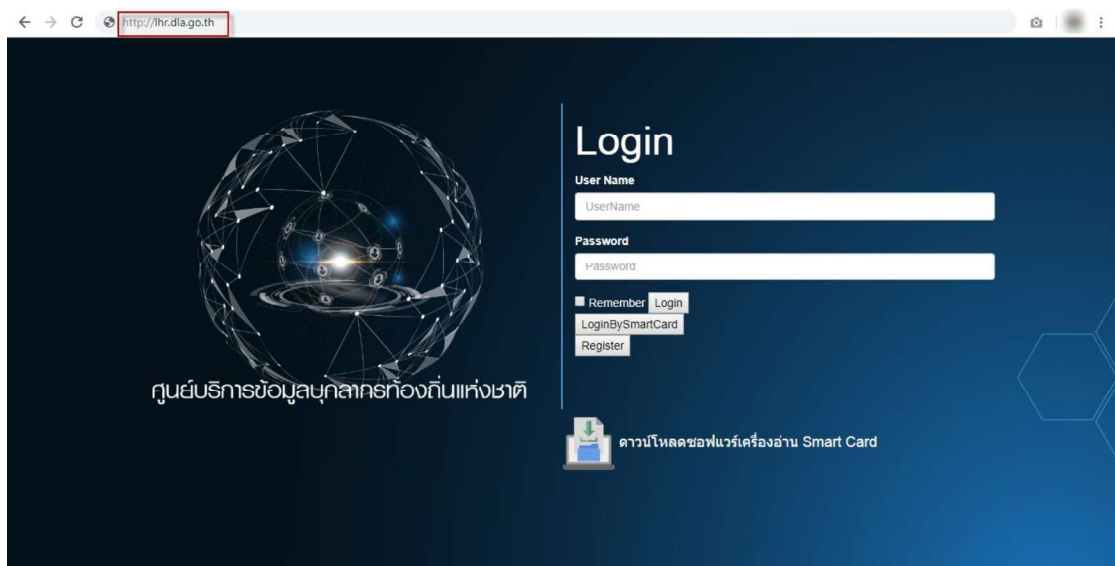 http://lhr.dla.go.th
Login
User Name
UserName
Password
Password
Remember Login
LoginBySmartCard
Register
ศูนย์บริการข้อมูลบุคลากรท้องถิ่นแห่งชาติ
ดาวน์โหลดซอฟแวร์เครื่องอ่าน Smart Card